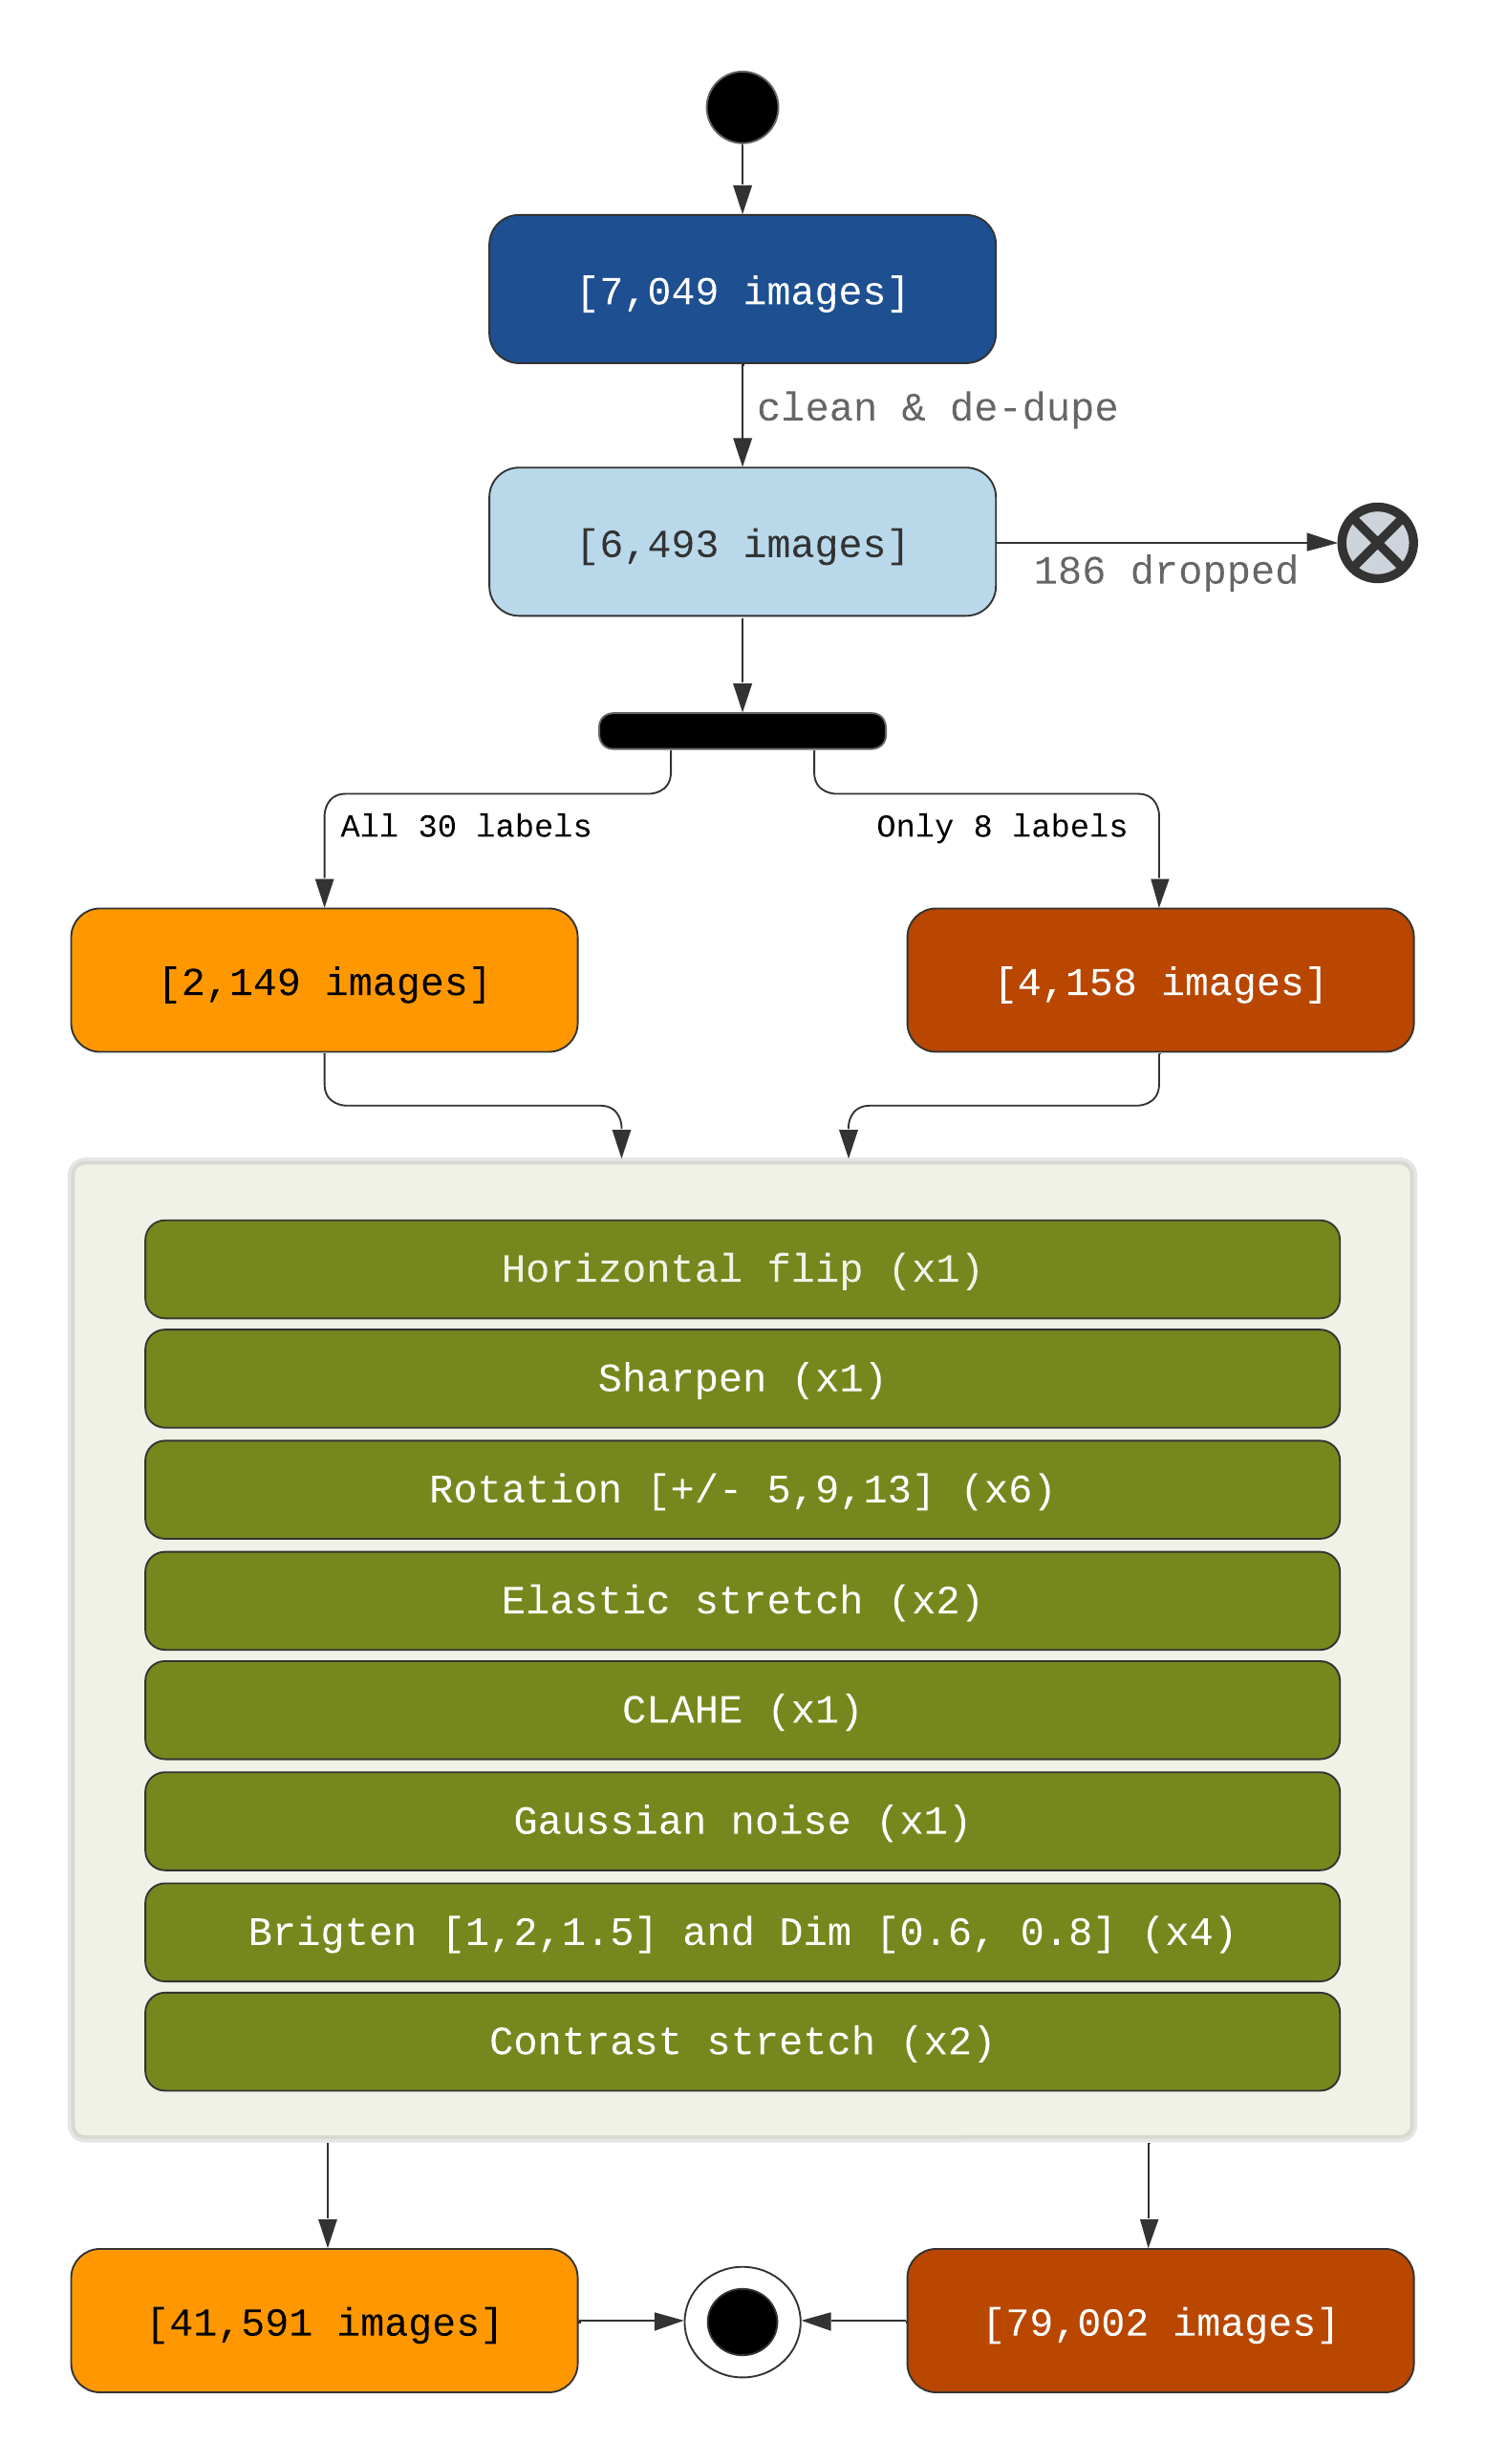 [7,049 images]
clean & de-dupe
[6,493 images]
186 dropped
All 30 labels
Only 8 labels
[2,149 images]
[4,158 images]
Horizontal flip (x1)
Sharpen (x1)
Rotation [+/- 5,9,13] (x6)
Elastic stretch (x2)
CLAHE (x1)
Gaussian noise (x1)
Brigten [1,2,1.5] and Dim [0.6, 0.8] (x4)
Contrast stretch (x2)
[41,591 images]
[79,002 images]